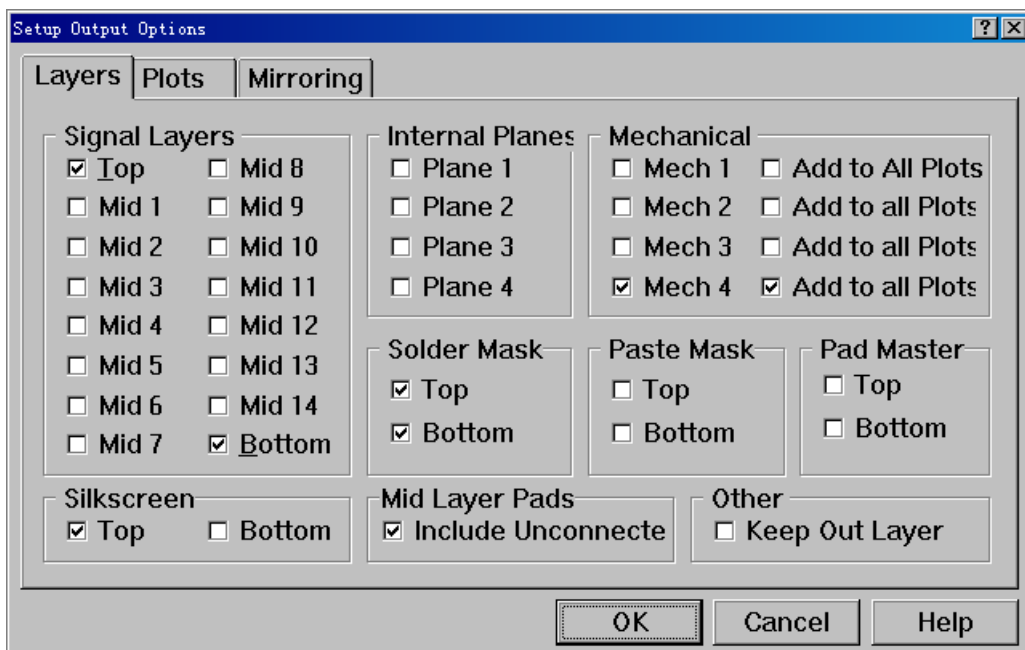 Setup Output Options
Layers Plots Mirroring
Signal Layers
Top Mid 8
Mid 1 Mid 9
Mid 2 Mid 10
Mid 3 Mid 11
Mid 4 Mid 12
Mid 5 Mid 13
Mid 6 Mid 14
Mid 7 Bottom
Internal Planes
Plane 1
Plane 2
Plane 3
Plane 4
Mechanical
Mech 1 Add to All Plots
Mech 2 Add to all Plots
Mech 3 Add to all Plots
Mech 4 Add to all Plots
Solder Mask
Top
Bottom
Paste Mask
Top
Bottom
Pad Master
Top
Bottom
Silkscreen
Top Bottom
Mid Layer Pads
Include Unconnecte
Other
Keep Out Layer
OK Cancel Help